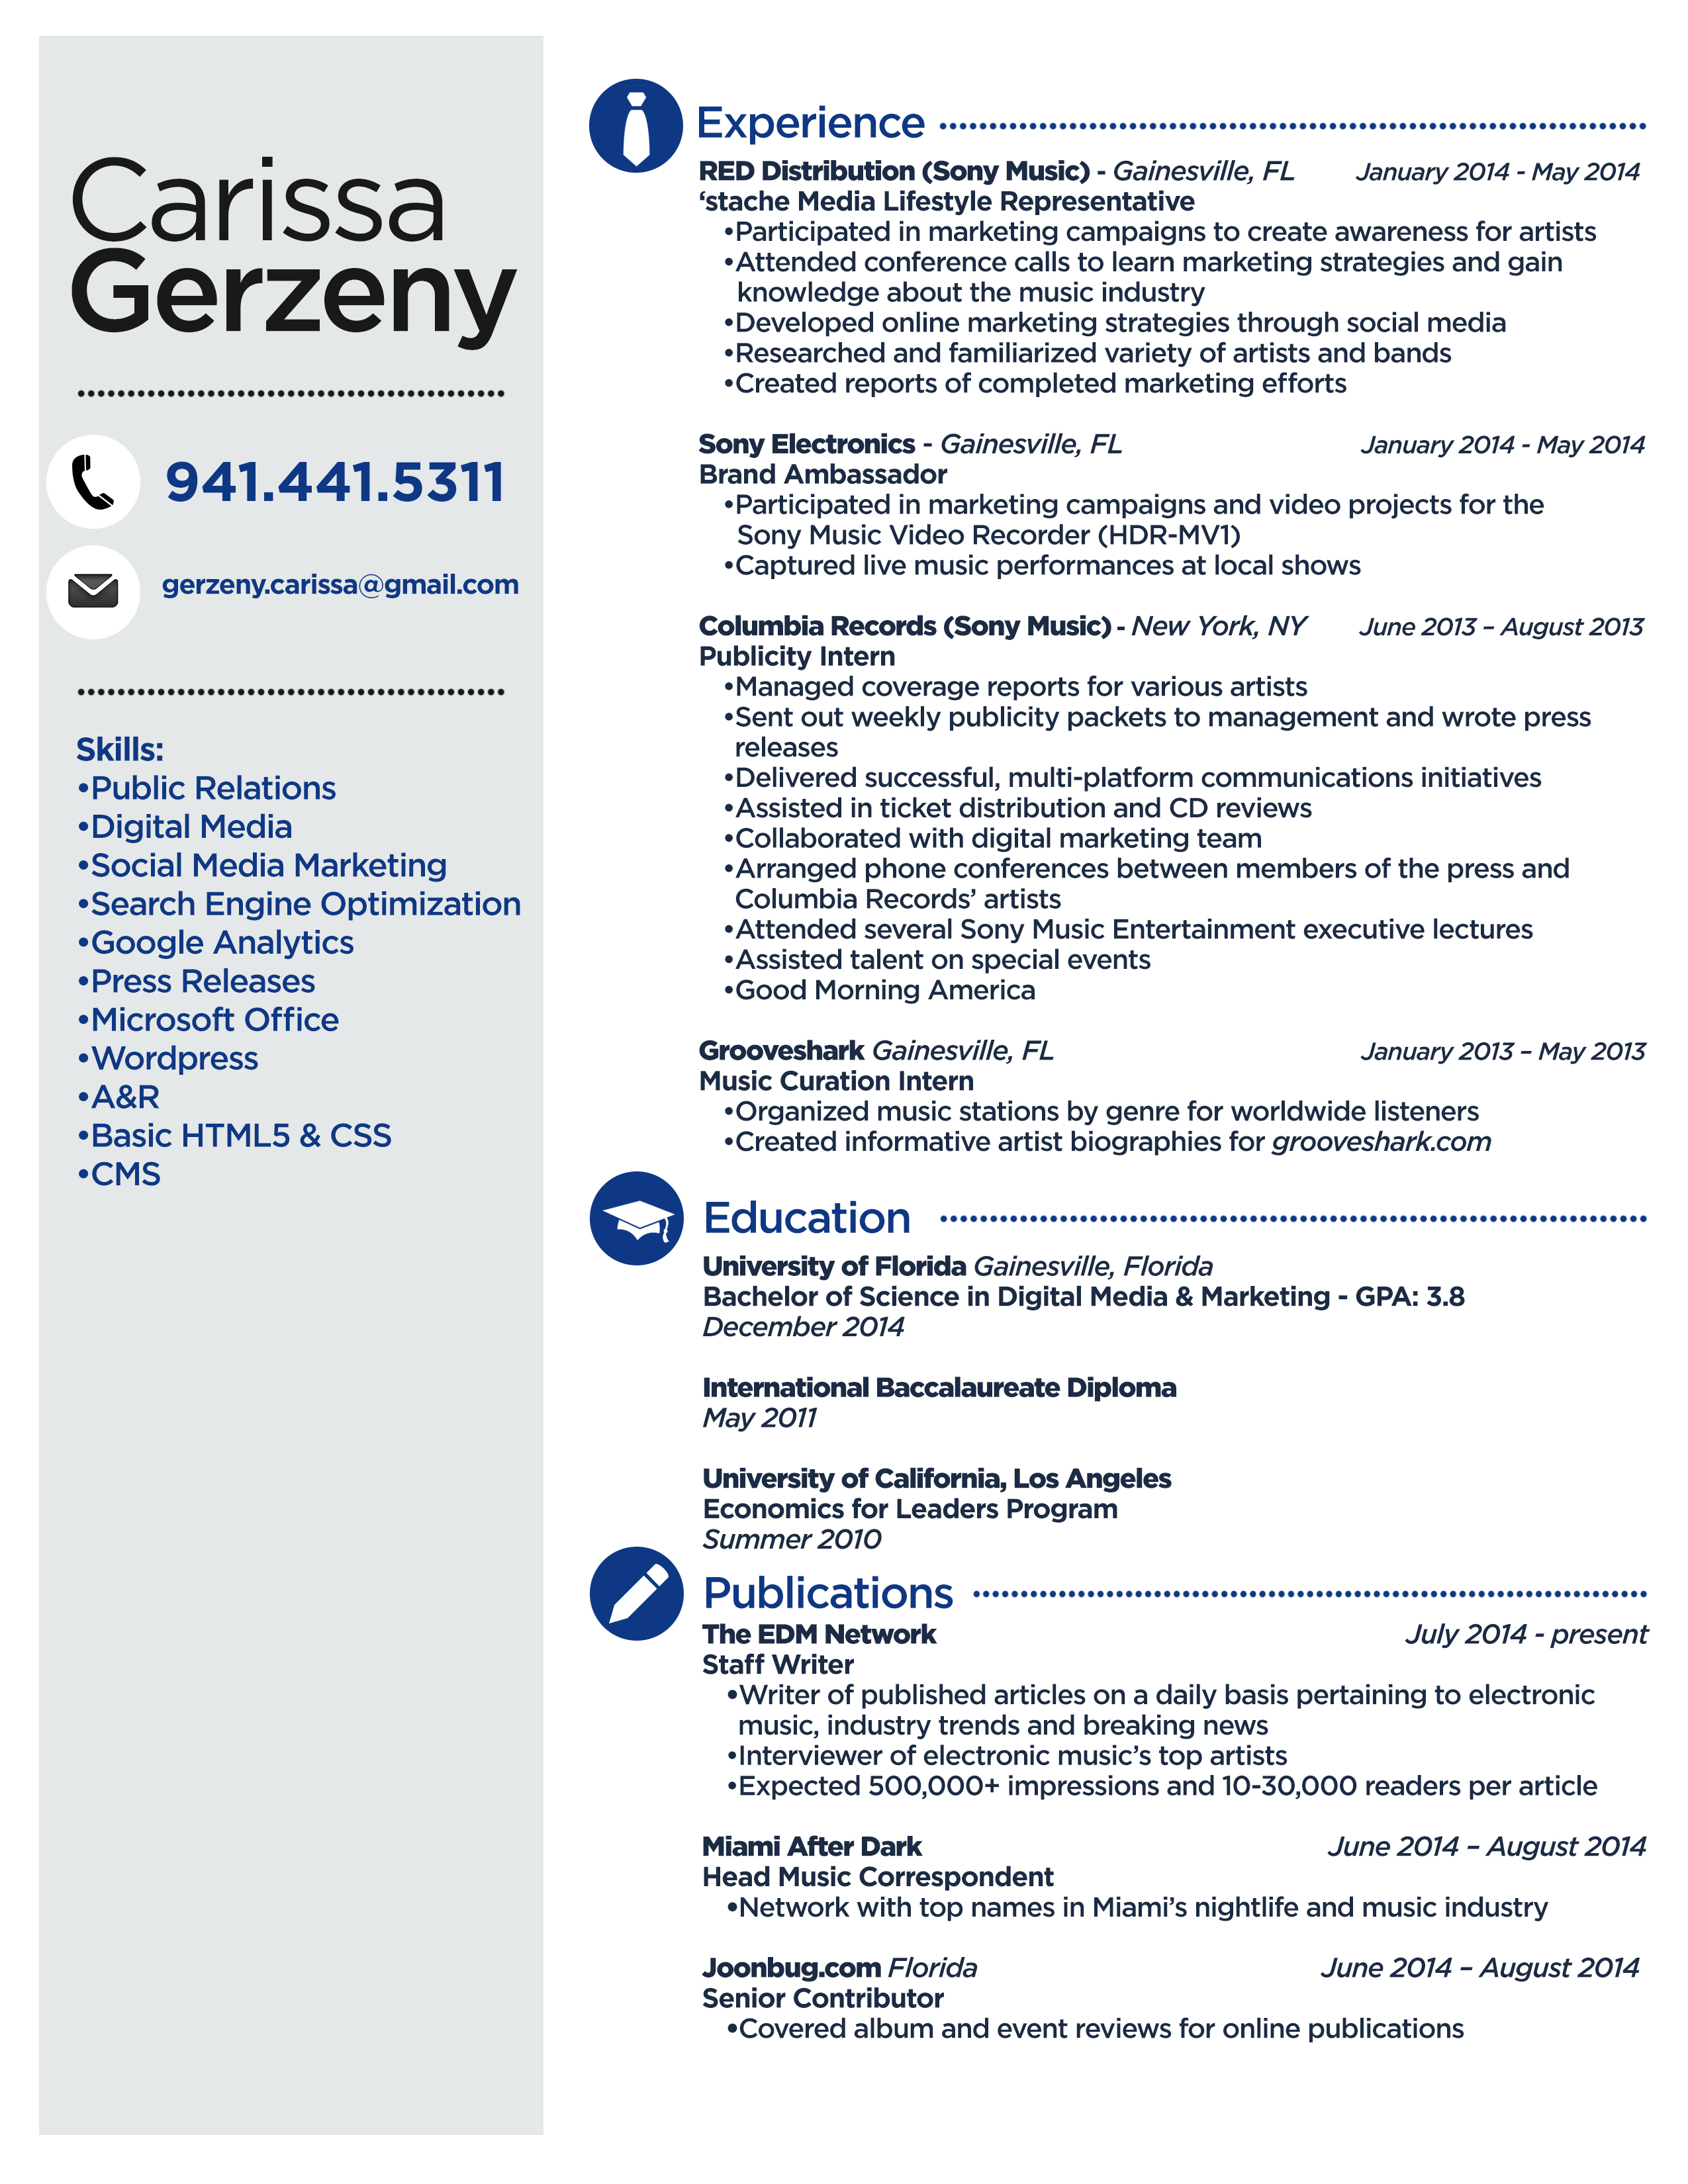 Carissa
Gerzeny
941.441.5311
gerzeny.carissa@gmail.com
Skills:
•Public Relations
•Digital Media
•Social Media Marketing
•Search Engine Optimization
•Google Analytics
•Press Releases
•Microsoft Office
•Wordpress
•A&R
•Basic HTML5 & CSS
•CMS
Experience
RED Distribution (Sony Music) - Gainesville, FL January 2014 - May 2014
‘stache Media Lifestyle Representative
•Participated in marketing campaigns to create awareness for artists
•Attended conference calls to learn marketing strategies and gain
knowledge about the music industry
•Developed online marketing strategies through social media
•Researched and familiarized variety of artists and bands
•Created reports of completed marketing efforts
Sony Electronics - Gainesville, FL January 2014 - May 2014
Brand Ambassador
•Participated in marketing campaigns and video projects for the
Sony Music Video Recorder (HDR-MV1)
•Captured live music performances at local shows
Columbia Records (Sony Music) - New York, NY June 2013 – August 2013
Publicity Intern
•Managed coverage reports for various artists
•Sent out weekly publicity packets to management and wrote press
releases
•Delivered successful, multi-platform communications initiatives
•Assisted in ticket distribution and CD reviews
•Collaborated with digital marketing team
•Arranged phone conferences between members of the press and
Columbia Records’ artists
•Attended several Sony Music Entertainment executive lectures
•Assisted talent on special events
•Good Morning America
Grooveshark Gainesville, FL January 2013 – May 2013
Music Curation Intern
•Organized music stations by genre for worldwide listeners
•Created informative artist biographies for grooveshark.com
Education
University of Florida Gainesville, Florida
Bachelor of Science in Digital Media & Marketing - GPA: 3.8
December 2014
International Baccalaureate Diploma
May 2011
University of California, Los Angeles
Economics for Leaders Program
Summer 2010
Publications
The EDM Network July 2014 - present
Staff Writer
•Writer of published articles on a daily basis pertaining to electronic
music, industry trends and breaking news
•Interviewer of electronic music’s top artists
•Expected 500,000+ impressions and 10-30,000 readers per article
Miami After Dark June 2014 – August 2014
Head Music Correspondent
•Network with top names in Miami’s nightlife and music industry
Joonbug.com Florida June 2014 – August 2014
Senior Contributor
•Covered album and event reviews for online publications